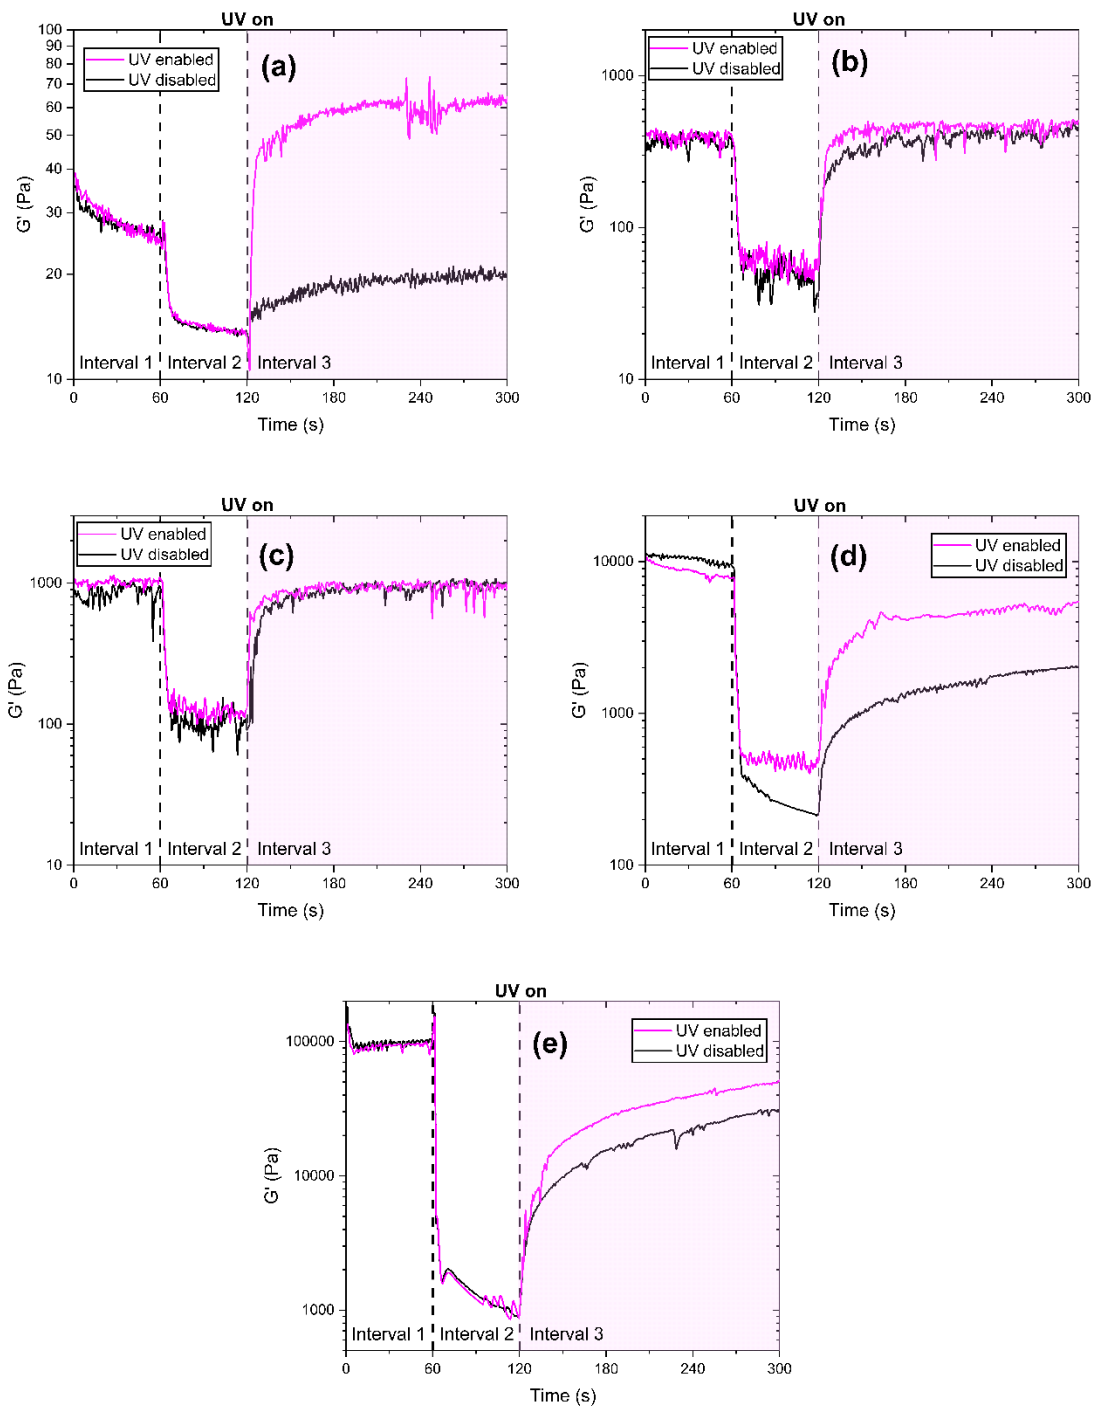 UV on
UV enabled
UV disabled
(a)
100
90
80
70
60
50
40
30
20
10
G' (Pa)
Interval 1
Interval 2
Interval 3
0
60
120
180
240
300
Time (s)
UV enabled
UV disabled
(b)
1000
100
10
G' (Pa)
Interval 1
Interval 2
Interval 3
0
60
120
180
240
300
Time (s)
UV on
UV enabled
UV disabled
(c)
1000
100
10
G' (Pa)
Interval 1
Interval 2
Interval 3
0
60
120
180
240
300
Time (s)
UV on
UV on
UV enabled
UV disabled
(d)
10000
1000
100
G' (Pa)
Interval 1
Interval 2
Interval 3
0
60
120
180
240
300
Time (s)
UV on
UV enabled
UV disabled
(e)
100000
10000
1000
G' (Pa)
Interval 1
Interval 2
Interval 3
0
60
120
180
240
300
Time (s)